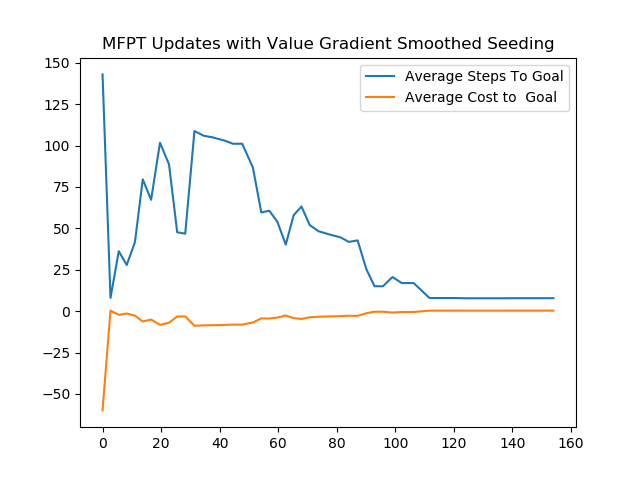 MFPT Updates with Value Gradient Smoothed Seeding
Average Steps To Goal
Average Cost to  Goal
150
125
100
75
50
25
0
−25
−50
0 20 40 60 80 100 120 140 160